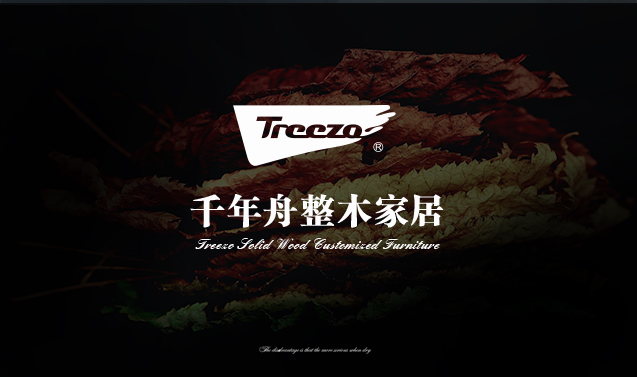 Treezo®
千年舟整木家居
Treezo Solid Wood Customized Furniture
The disadvantage is that the more serious when dry